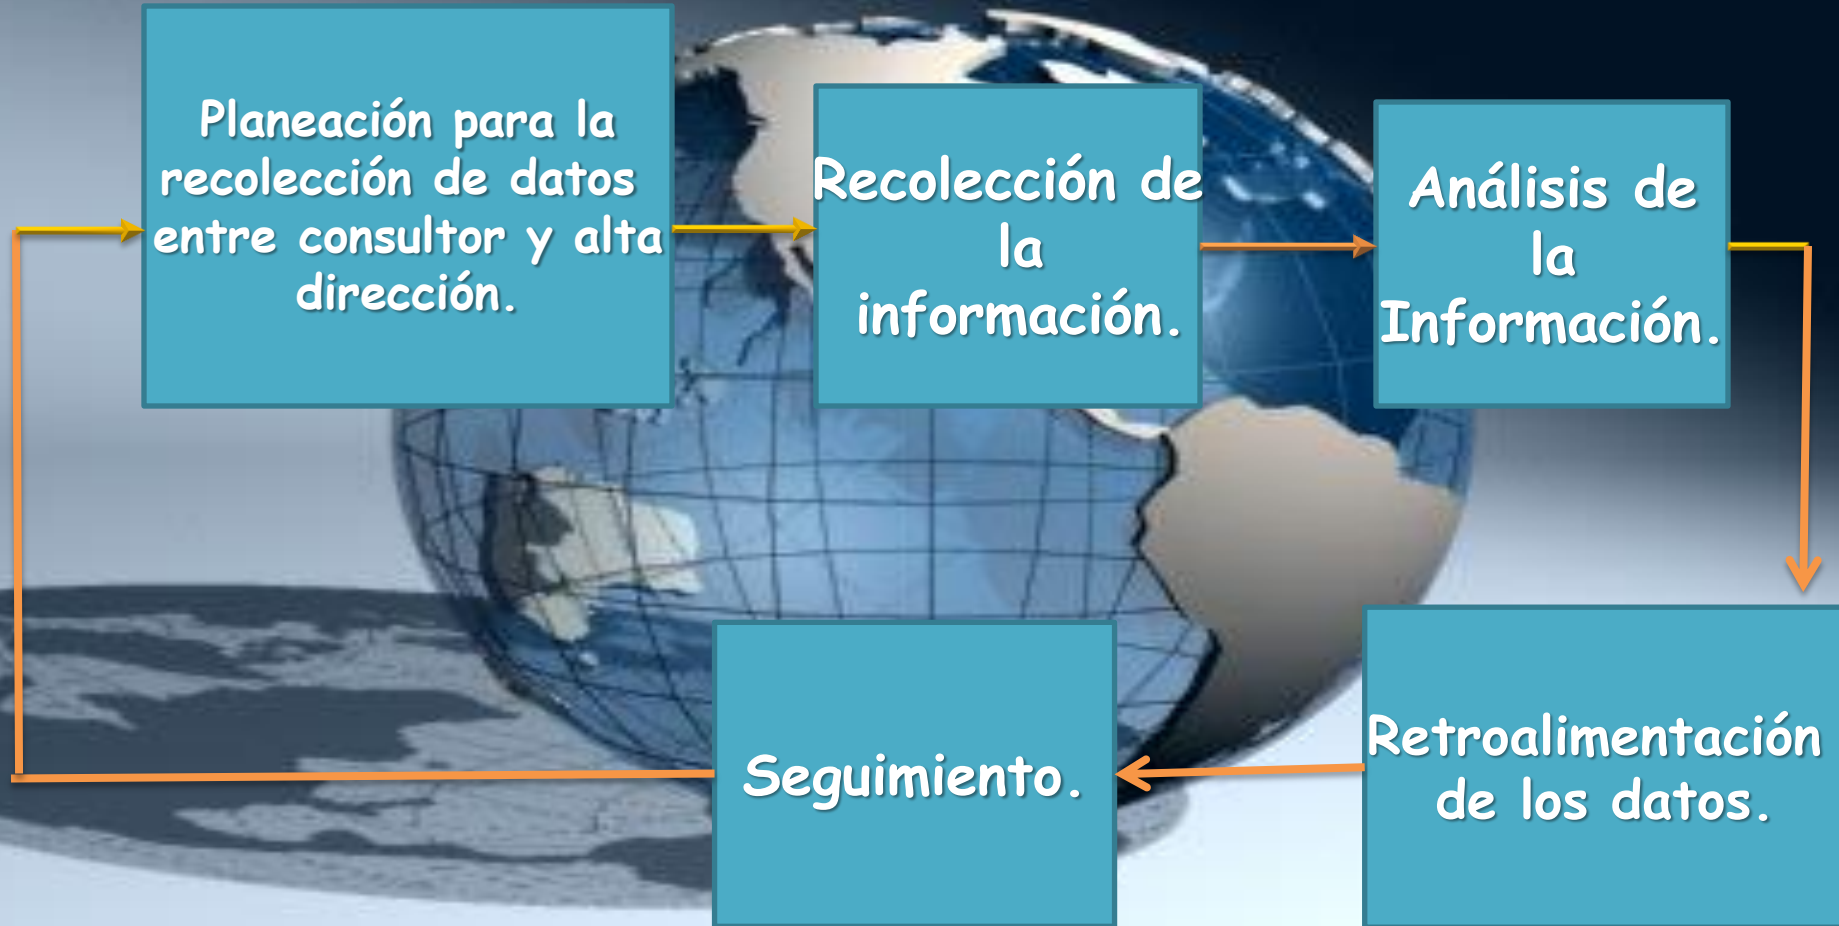 Planeación para la
recolección de datos
entre consultor y alta
dirección.
Recolección de
la
información.
Análisis de
la
Información.
Retroalimentación
de los datos.
Seguimiento.